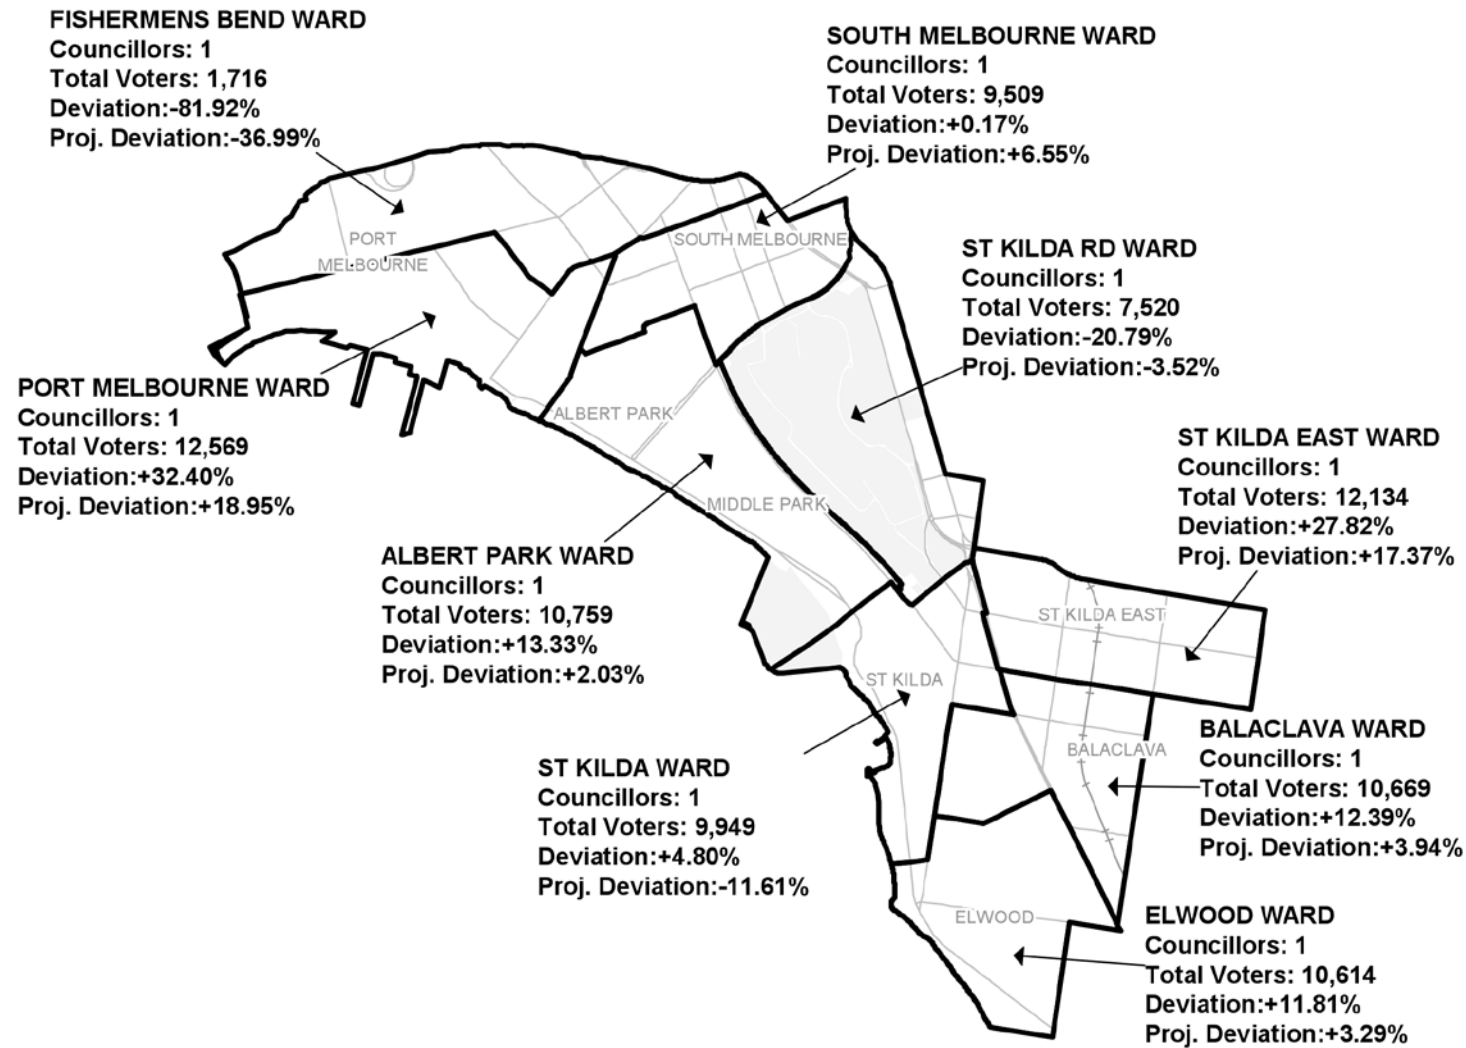 FISHERMENS BEND WARD
Councillors: 1
Total Voters: 1,716
Deviation:-81.92%
Proj. Deviation:-36.99%
SOUTH MELBOURNE WARD
Councillors: 1
Total Voters: 9,509
Deviation:+0.17%
Proj. Deviation:+6.55%
PORT
MELBOURNE
SOUTH MELBOURNE
ST KILDA RD WARD
Councillors: 1
Total Voters: 7,520
Deviation:-20.79%
Proj. Deviation:-3.52%
PORT MELBOURNE WARD
Councillors: 1
Total Voters: 12,569
Deviation:+32.40%
Proj. Deviation:+18.95%
ALBERT PARK
MIDDLE PARK
ST KILDA EAST WARD
Councillors: 1
Total Voters: 12,134
Deviation:+27.82%
Proj. Deviation:+17.37%
ALBERT PARK WARD
Councillors: 1
Total Voters: 10,759
Deviation:+13.33%
Proj. Deviation:+2.03%
ST KILDA EAST
ST KILDA
BALACLAVA
BALACLAVA WARD
Councillors: 1
Total Voters: 10,669
Deviation:+12.39%
Proj. Deviation:+3.94%
ST KILDA WARD
Councillors: 1
Total Voters: 9,949
Deviation:+4.80%
Proj. Deviation:-11.61%
ELWOOD
ELWOOD WARD
Councillors: 1
Total Voters: 10,614
Deviation:+11.81%
Proj. Deviation:+3.29%